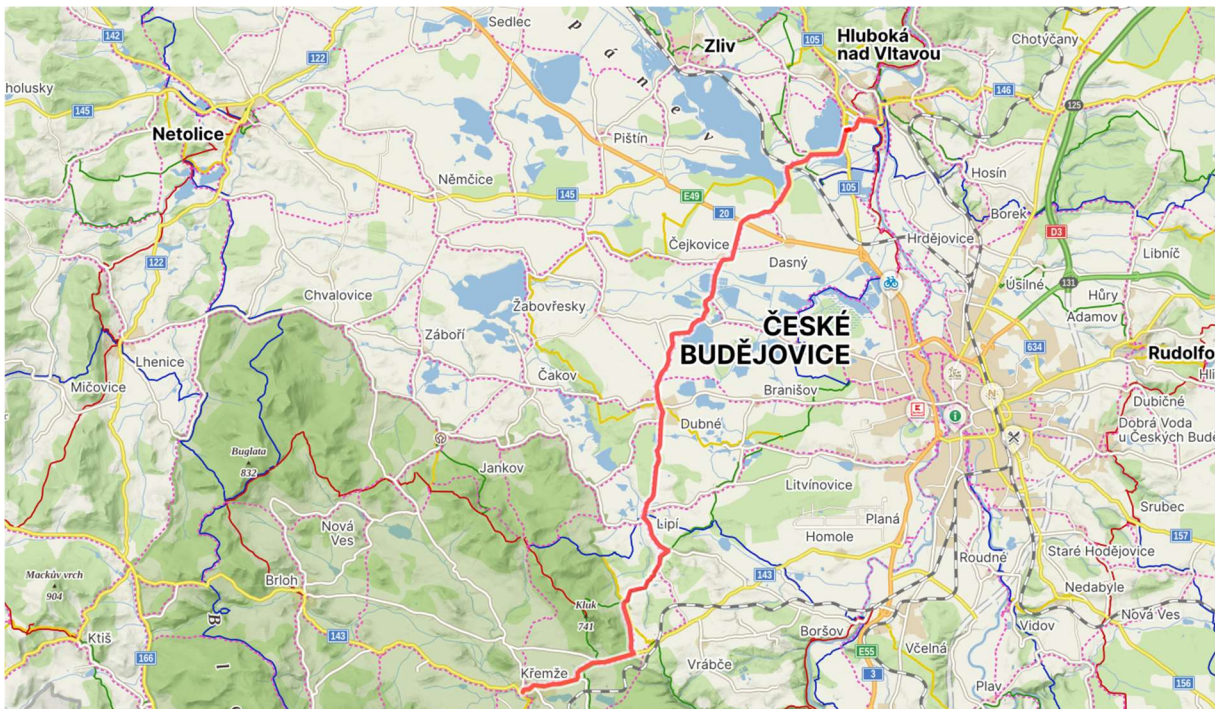 Sedlec
142
122
Zliv
105
Hluboká
nad Vltavou
Chotýčany
holusky
145
146
125
p á n e v
Netolice
Pištín
Němčice
145
E49
20
105
Hosín
Borek
D3
Hrdějovice
Čejkovice
Dasný
Libníč
122
Chvalovice
Žabovřesky
Úsilné
131
Hůry
Adamov
Záboří
ČESKÉ
BUDĚJOVICE
634
Rudolfo
Lhenice
Mičovice
Čakov
Branišov
Hli
Dubičné
Dubné
Dobrá Voda
u Českých Budě
Buglata
832
Jankov
Litvínovice
Nová
Ves
Lipí
Planá
Homole
Srubec
157
Roudné
Staré Hodějovice
Mackův vrch
904
Brloh
143
Nedabyle
Kluk
741
B
Nová Ves
Ktiš
143
Boršov
Vidov
166
E55
Včelná
Křemže
Vrábče
3
l
Plav
156